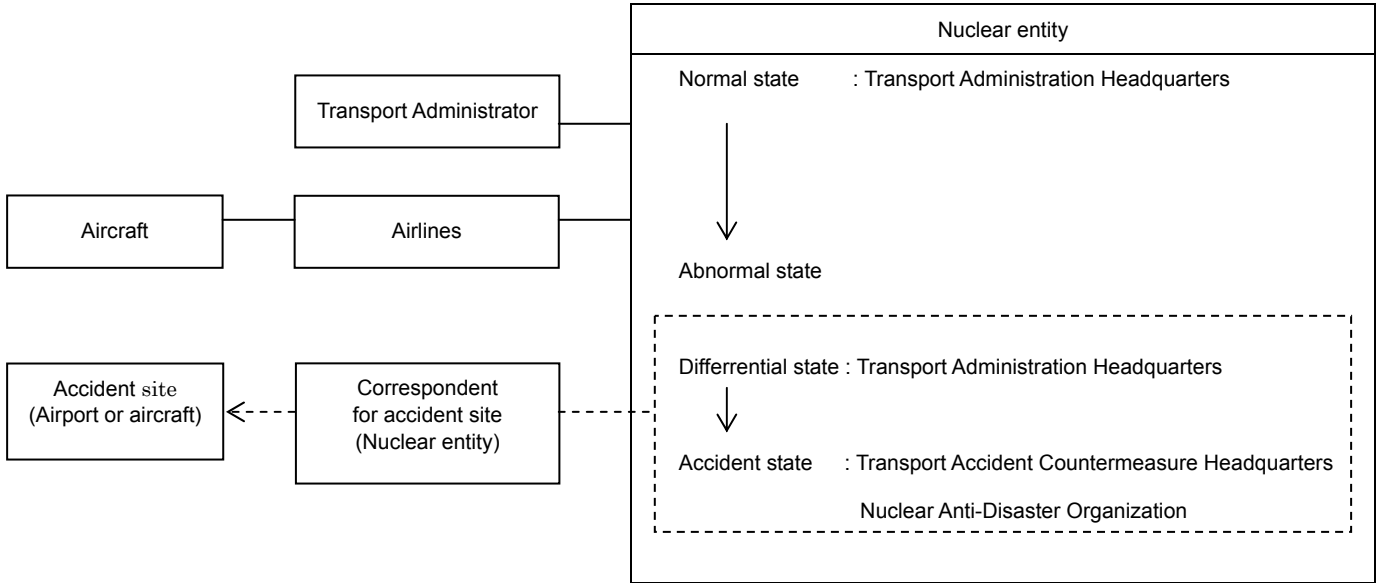 Nuclear entity
Normal state : Transport Administration Headquarters
Transport Administrator
Aircraft
Airlines
Abnormal state
Differrential state : Transport Administration Headquarters
Accident site
(Airport or aircraft)
Correspondent
for accident site
(Nuclear entity)
Accident state : Transport Accident Countermeasure Headquarters
Nuclear Anti-Disaster Organization